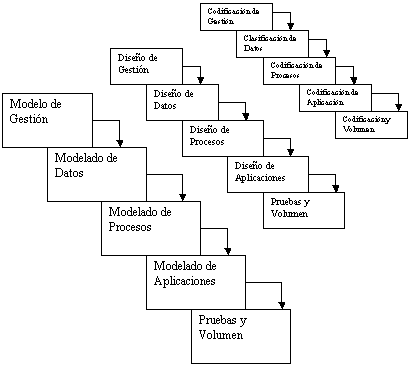 Codificación de
Gestión
Clasificación de
Datos
Codificación de
Procesos
Codificación de
Aplicación
Codificación y
Volumen
Diseño de
Gestión
Diseño de
Datos
Diseño de
Procesos
Diseño de
Aplicaciones
Pruebas y
Volumen
Modelo de
Gestión
Modelado de
Datos
Modelado de
Procesos
Modelado de
Aplicaciones
Pruebas y
Volumen